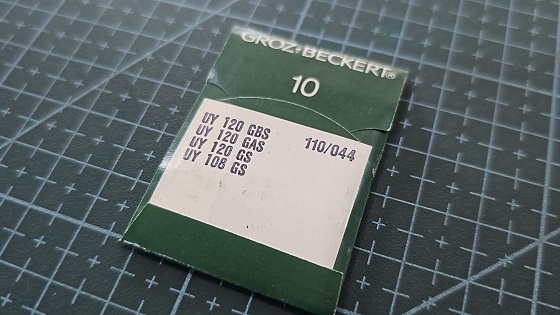 GROZ-BECKERT®
10
UY 120 GBS 110/044
UY 120 GAS
UY 120 GS
UY 108 GS